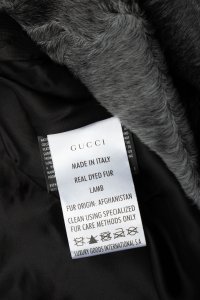 GUCCI
MADE IN ITALY
REAL DYED FUR
LAMB
FUR ORIGIN: AFGHANISTAN
CLEAN USING SPECIALIZED
FUR CARE METHODS ONLY
LUXURY GOODS INTERNATIONAL S.A